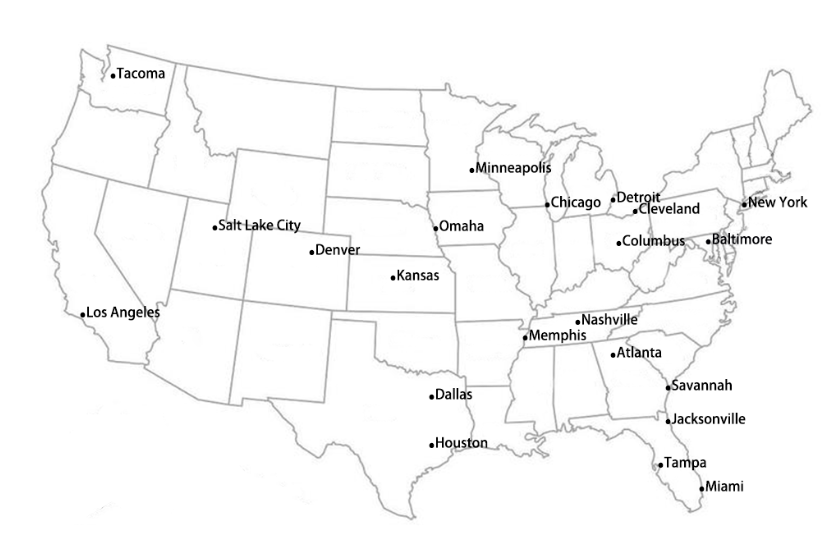 Tacoma
Minneapolis
Detroit
Chicago
New York
Cleveland
Salt Lake City
Omaha
Columbus
Baltimore
Denver
Kansas
Los Angeles
Nashville
Memphis
Atlanta
Savannah
Dallas
Jacksonville
Houston
Tampa
Miami